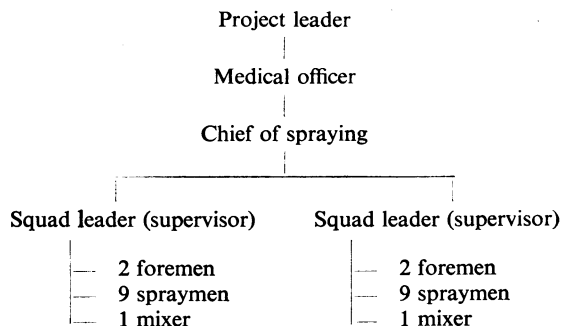 Project leader
Medical officer
Chief of spraying
Squad leader (supervisor) Squad leader (supervisor)
2 foremen 2 foremen
9 spraymen 9 spraymen
1 mixer 1 mixer